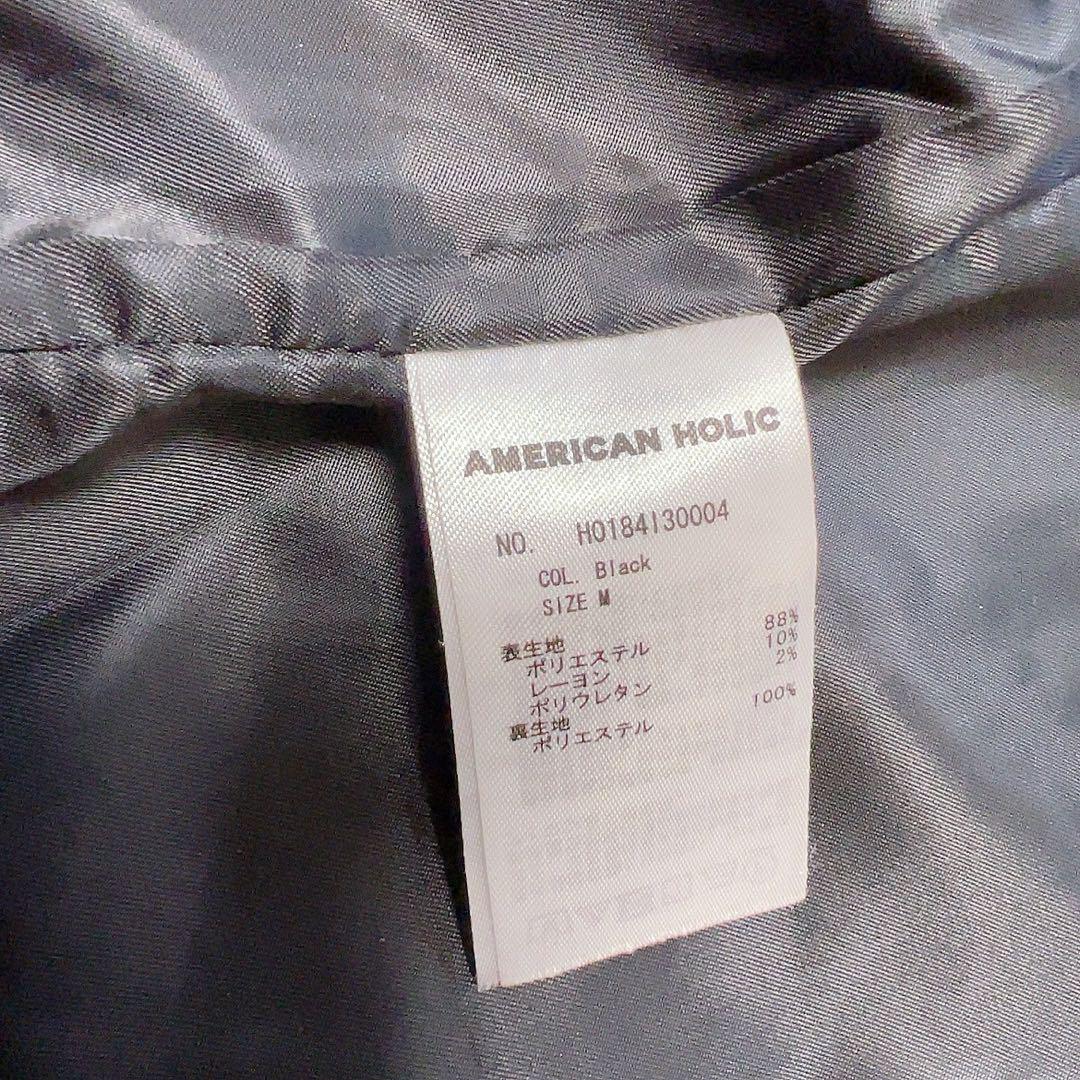 AMERICAN HOLIC
NO. H0184I30004
COL. Black
SIZE M
表生地
ポリエステル 88%
レーヨン 10%
ポリウレタン 2%
裏生地
ポリエステル 100%